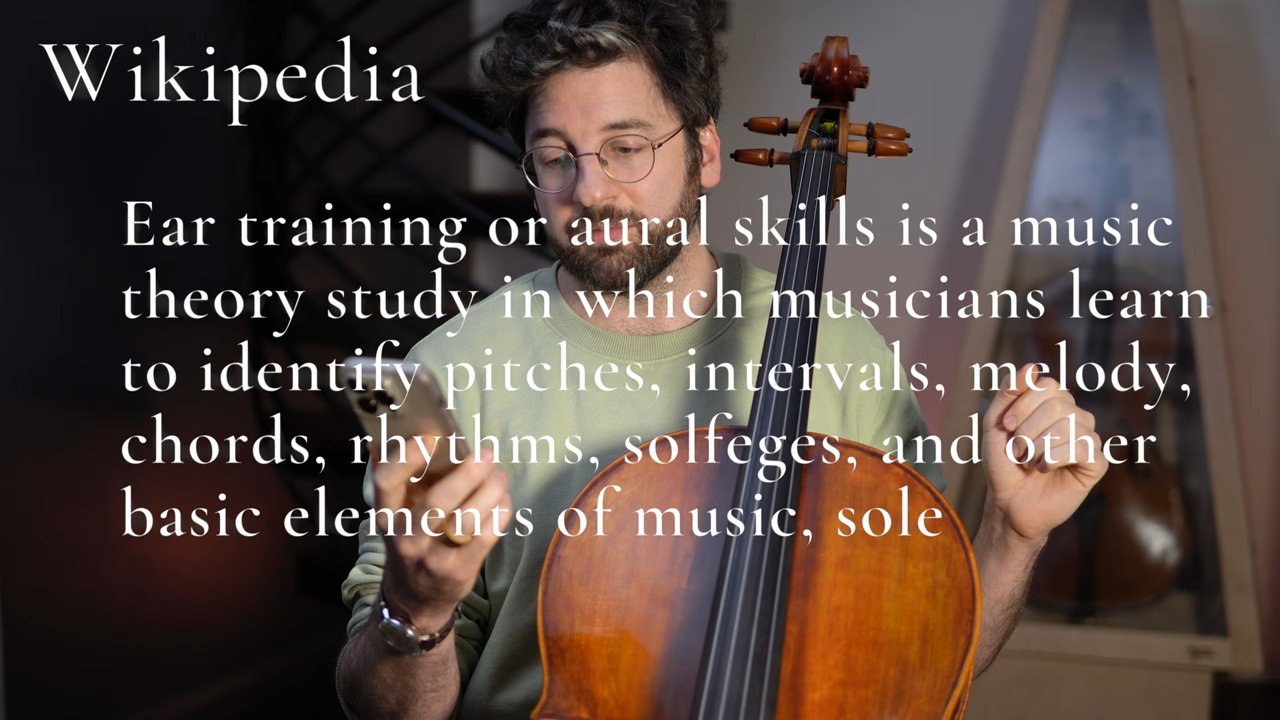 Wikipedia
Ear training or aural skills is a music
theory study in which musicians learn
to identify pitches, intervals, melody,
chords, rhythms, solfeges, and other
basic elements of music, sole